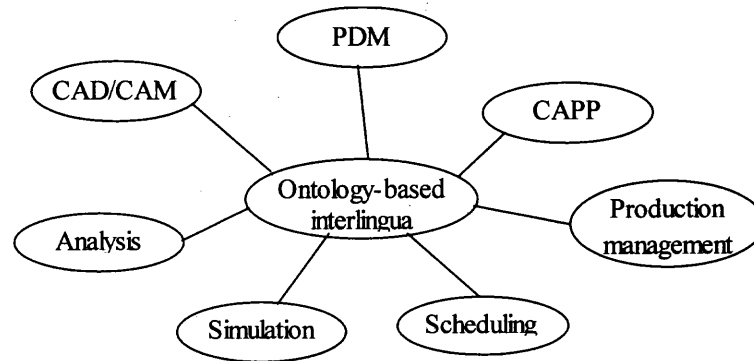 PDM
CAD/CAM
CAPP
Ontology-based
interlingua
Production
management
Analysis
Simulation
Scheduling